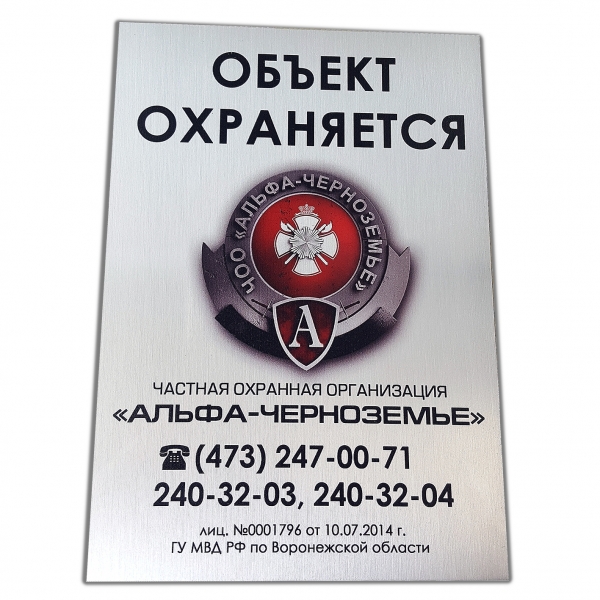 ОБЪЕКТ
ОХРАНЯЕТСЯ
ЧОО «АЛЬФА-ЧЕРНОЗЕМЬЕ»
А
ЧАСТНАЯ ОХРАННАЯ ОРГАНИЗАЦИЯ
«АЛЬФА-ЧЕРНОЗЕМЬЕ»
☎(473) 247-00-71
240-32-03, 240-32-04
лиц. №0001796 от 10.07.2014 г.
ГУ МВД РФ по Воронежской области